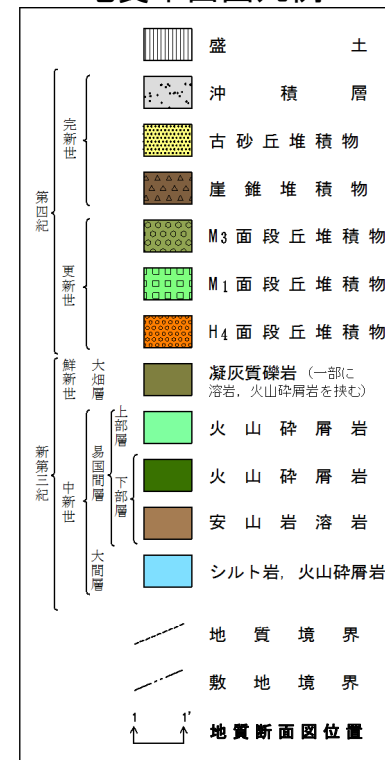 盛土
沖積層
古砂丘堆積物
崖錐堆積物
M3面段丘堆積物
M1面段丘堆積物
H4面段丘堆積物
凝灰質礫岩（一部に
溶岩，火山砕屑岩を挟む）
火山砕屑岩
火山砕屑岩
安山岩溶岩
シルト岩，火山砕屑岩
地質境界
敷地境界
1 1' 地質断面図位置
第四紀
完新世
更新世
新第三紀
鮮新世
中新世
大畑層
易国間層
上部層
下部層
大間層